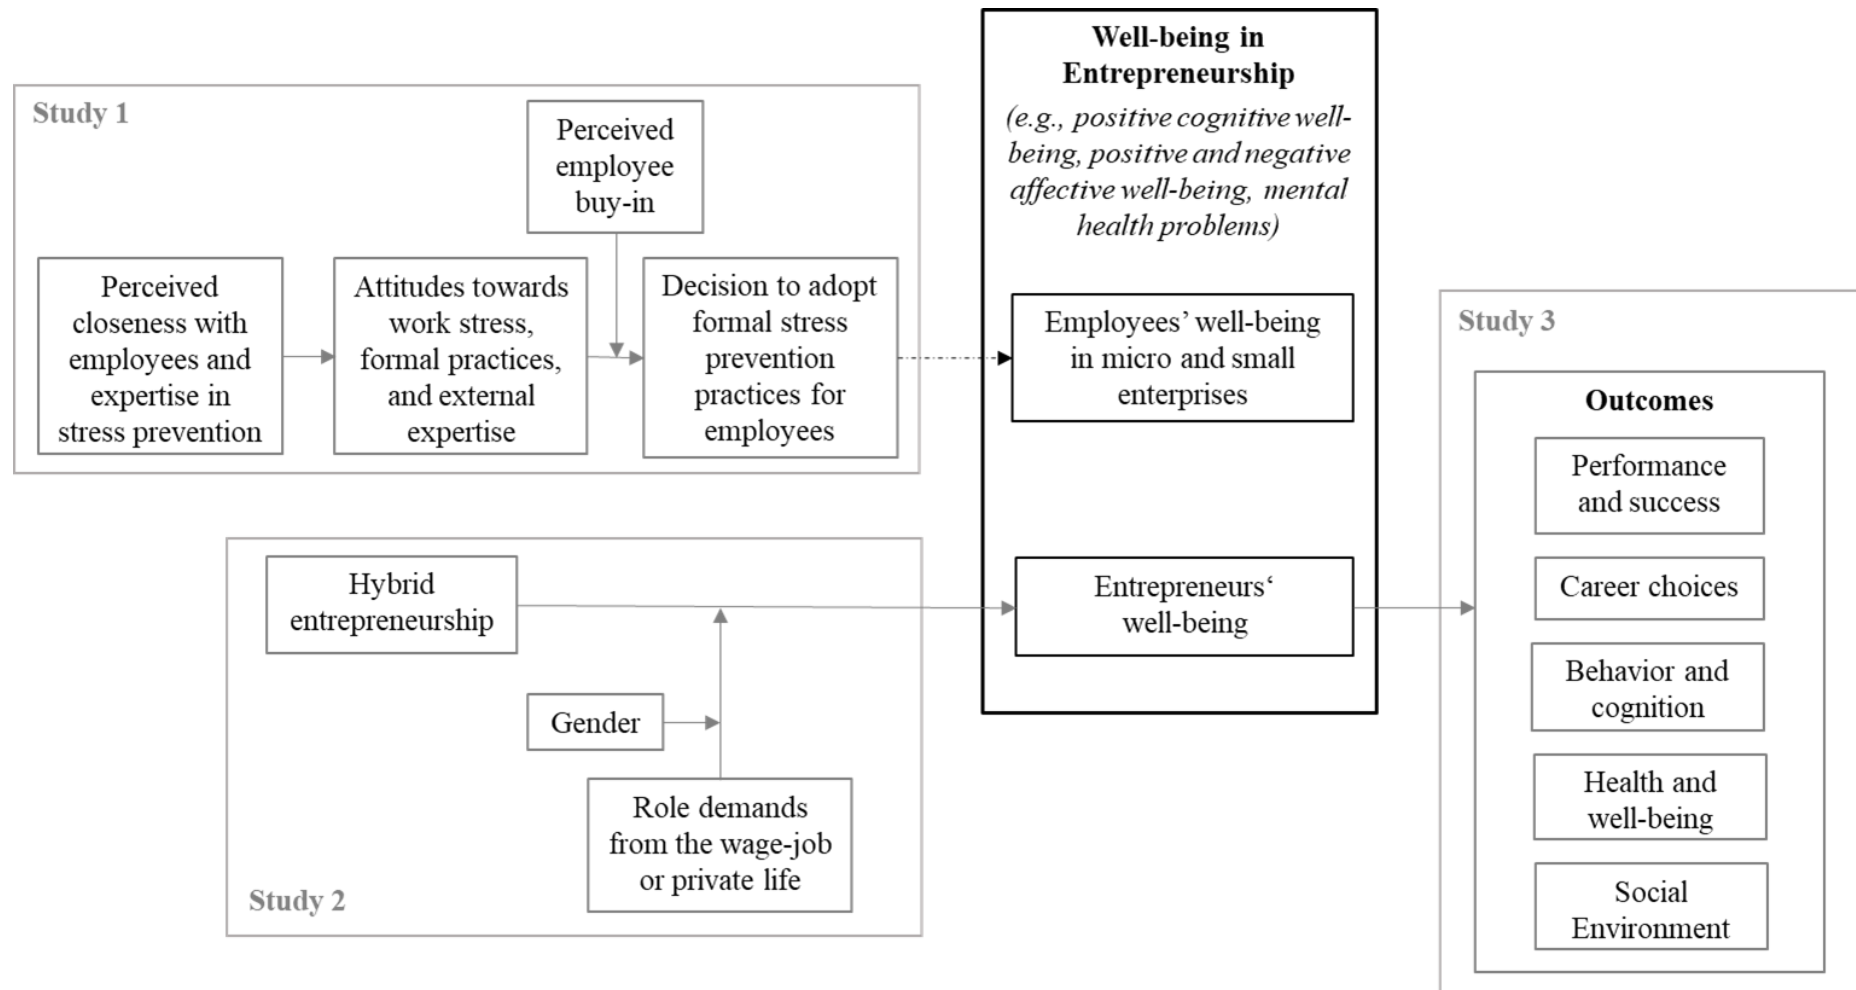 Study 1
Perceived
employee
buy-in
Perceived
closeness with
employees and
expertise in
stress prevention
Attitudes towards
work stress,
formal practices,
and external
expertise
Decision to adopt
formal stress
prevention
practices for
employees
Well-being in
Entrepreneurship
(e.g., positive cognitive well-
being, positive and negative
affective well-being, mental
health problems)
Employees’ well-being
in micro and small
enterprises
Entrepreneurs‘
well-being
Hybrid
entrepreneurship
Gender
Role demands
from the wage-job
or private life
Study 2
Study 3
Outcomes
Performance
and success
Career choices
Behavior and
cognition
Health and
well-being
Social
Environment